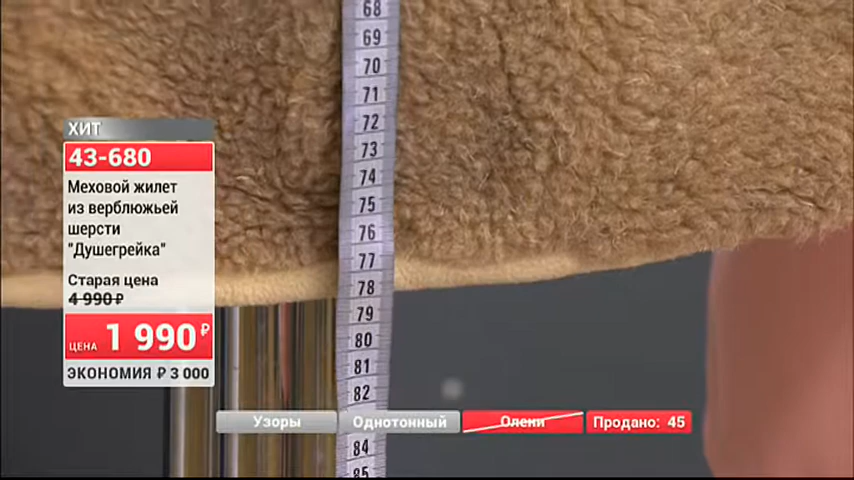 68
69
70
71
72
73
74
75
76
77
78
79
80
81
82
84
85
ХИТ
43-680
Меховой жилет
из верблюжьей
шерсти
"Душегрейка"
Старая цена
4 990 ₽
ЦЕНА 1 990 ₽
ЭКОНОМИЯ ₽ 3 000
Узоры Однотонный Олени Продано: 45